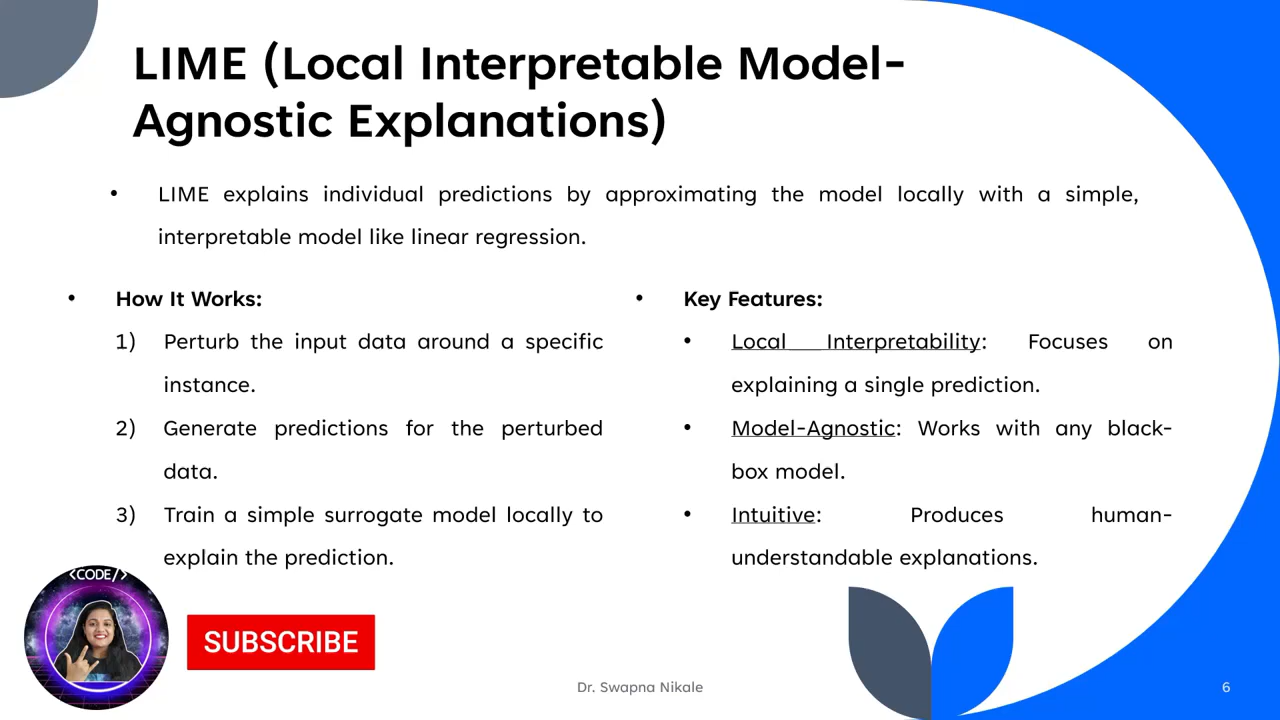 LIME (Local Interpretable Model-
Agnostic Explanations)
• LIME explains individual predictions by approximating the model locally with a simple,
interpretable model like linear regression.
• How It Works:
1) Perturb the input data around a specific
instance.
2) Generate predictions for the perturbed
data.
3) Train a simple surrogate model locally to
explain the prediction.
• Key Features:
• Local Interpretability: Focuses on
explaining a single prediction.
• Model-Agnostic: Works with any black-
box model.
• Intuitive: Produces human-
understandable explanations.
<CODE/>
SUBSCRIBE
Dr. Swapna Nikale
6